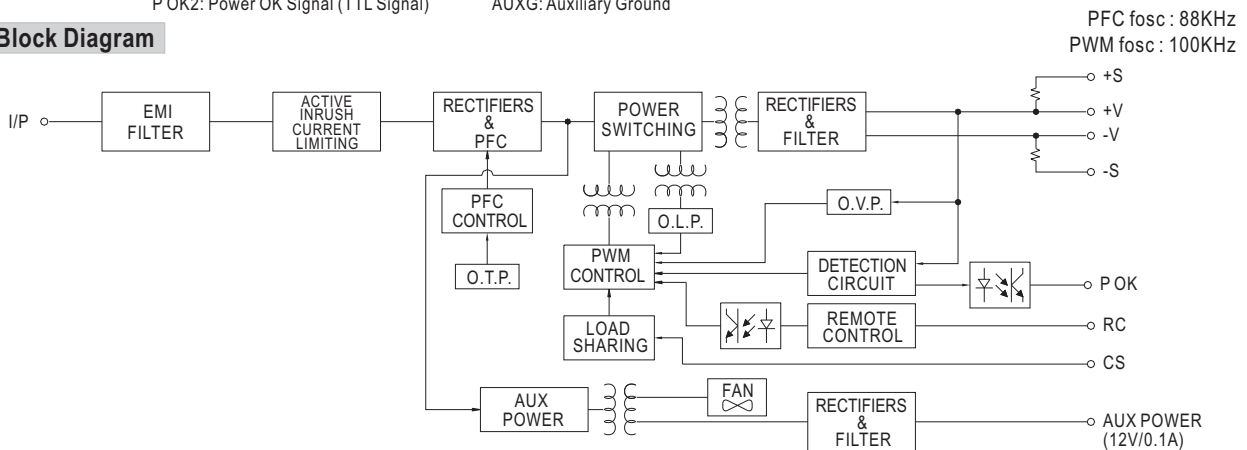 P OK2: Power OK Signal (TTL Signal) AUXG: Auxiliary Ground
Block Diagram
PFC fosc : 88KHz
PWM fosc : 100KHz
I/P
EMI
FILTER
ACTIVE
INRUSH
CURRENT
LIMITING
RECTIFIERS
&
PFC
POWER
SWITCHING
RECTIFIERS
&
FILTER
+S
+V
-V
-S
PFC
CONTROL
O.T.P.
O.L.P.
O.V.P.
PWM
CONTROL
DETECTION
CIRCUIT
P OK
LOAD
SHARING
REMOTE
CONTROL
RC
CS
AUX
POWER
FAN
RECTIFIERS
&
FILTER
AUX POWER
(12V/0.1A)